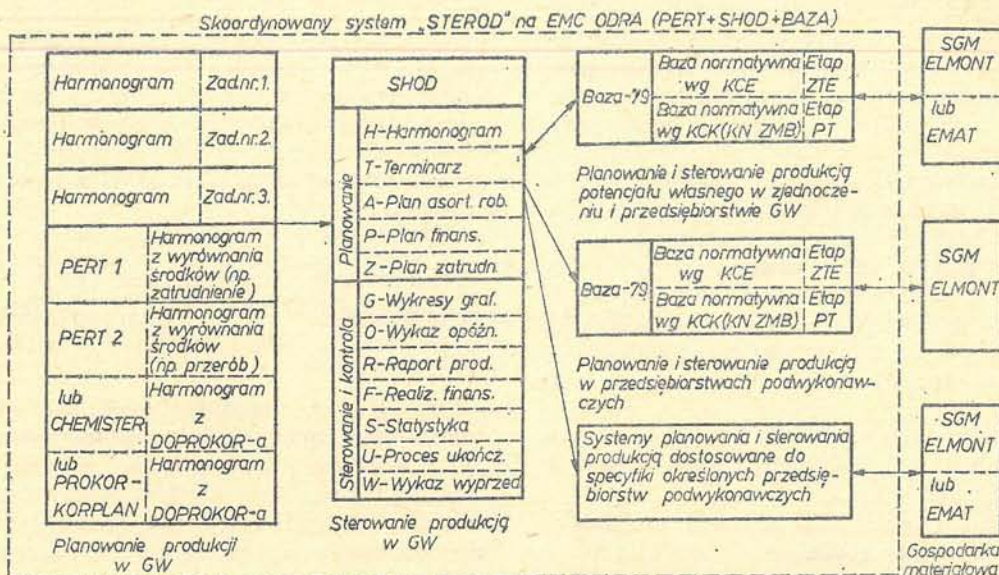 Skoordynowany system „STEROD" na EMC ODRA (PERT+SHOD+BAZA)
Harmonogram Zad.nr.1.
Harmonogram Zad.nr.2.
Harmonogram Zad.nr.3.
PERT 1
Harmonogram
z wyrównania
środków (np.
zatrudnienie)
PERT 2
Harmonogram
z wyrównania
środków
(np. przerób)
lub
CHEMISTER
Harmonogram
z
DOPROKOR-a
lub
PROKOR-
KORPLAN
Harmonogram
z
DOPROKOR-a
Planowanie produkcji
w GW
SHOD
Planowanie
H-Harmonogram
T-Terminarz
A-Plan asort. rob.
P-Plan finans.
Z-Plan zatrudn.
Sterowanie i kontrola
G-Wykresy graf.
O-Wykaz opóźn.
R-Raport prod.
F-Realiz. finans.
S-Statystyka
U-Proces ukończ.
W-Wykaz wyprzed.
Sterowanie produkcją
w GW
Baza-79
Baza normatywna
wg KCE
Etap
ZTE
Baza normatywna
wg KCK(KN ZMB)
Etap
PT
Planowanie i sterowanie produkcją
potencjału własnego w zjednocze-
niu i przedsiębiorstwie GW
Baza-79
Baza normatywna
wg KCE
Etap
ZTE
Baza normatywna
wg KCK(KN ZMB)
Etap
PT
Planowanie i sterowanie produkcją
w przedsiębiorstwach podwykonaw-
czych
Systemy planowania i sterowania
produkcją dostosowane do
specyfiki określonych przedsię-
biorstw podwykonawczych
SGM
ELMONT
lub
EMAT
SGM
ELMONT
SGM
ELMONT
lub
EMAT
Gospodarka
materiałowa